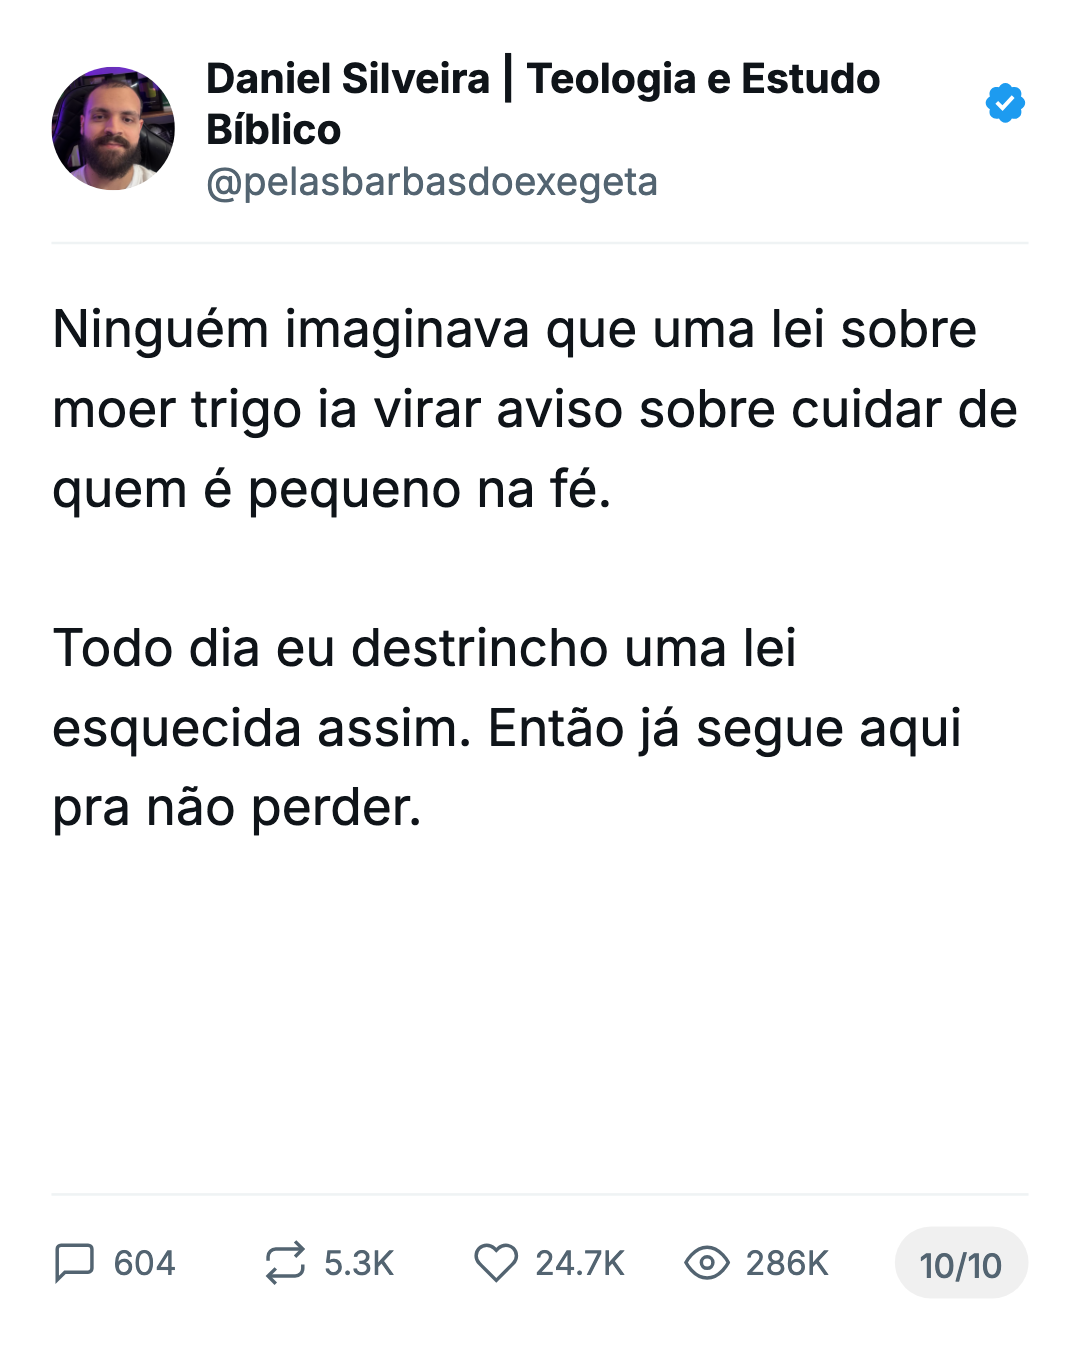 Daniel Silveira | Teologia e Estudo
Bíblico
@pelasbarbasdoexegeta
Ninguém imaginava que uma lei sobre
moer trigo ia virar aviso sobre cuidar de
quem é pequeno na fé.
Todo dia eu destrincho uma lei
esquecida assim. Então já segue aqui
pra não perder.
604 5.3K 24.7K 286K 10/10